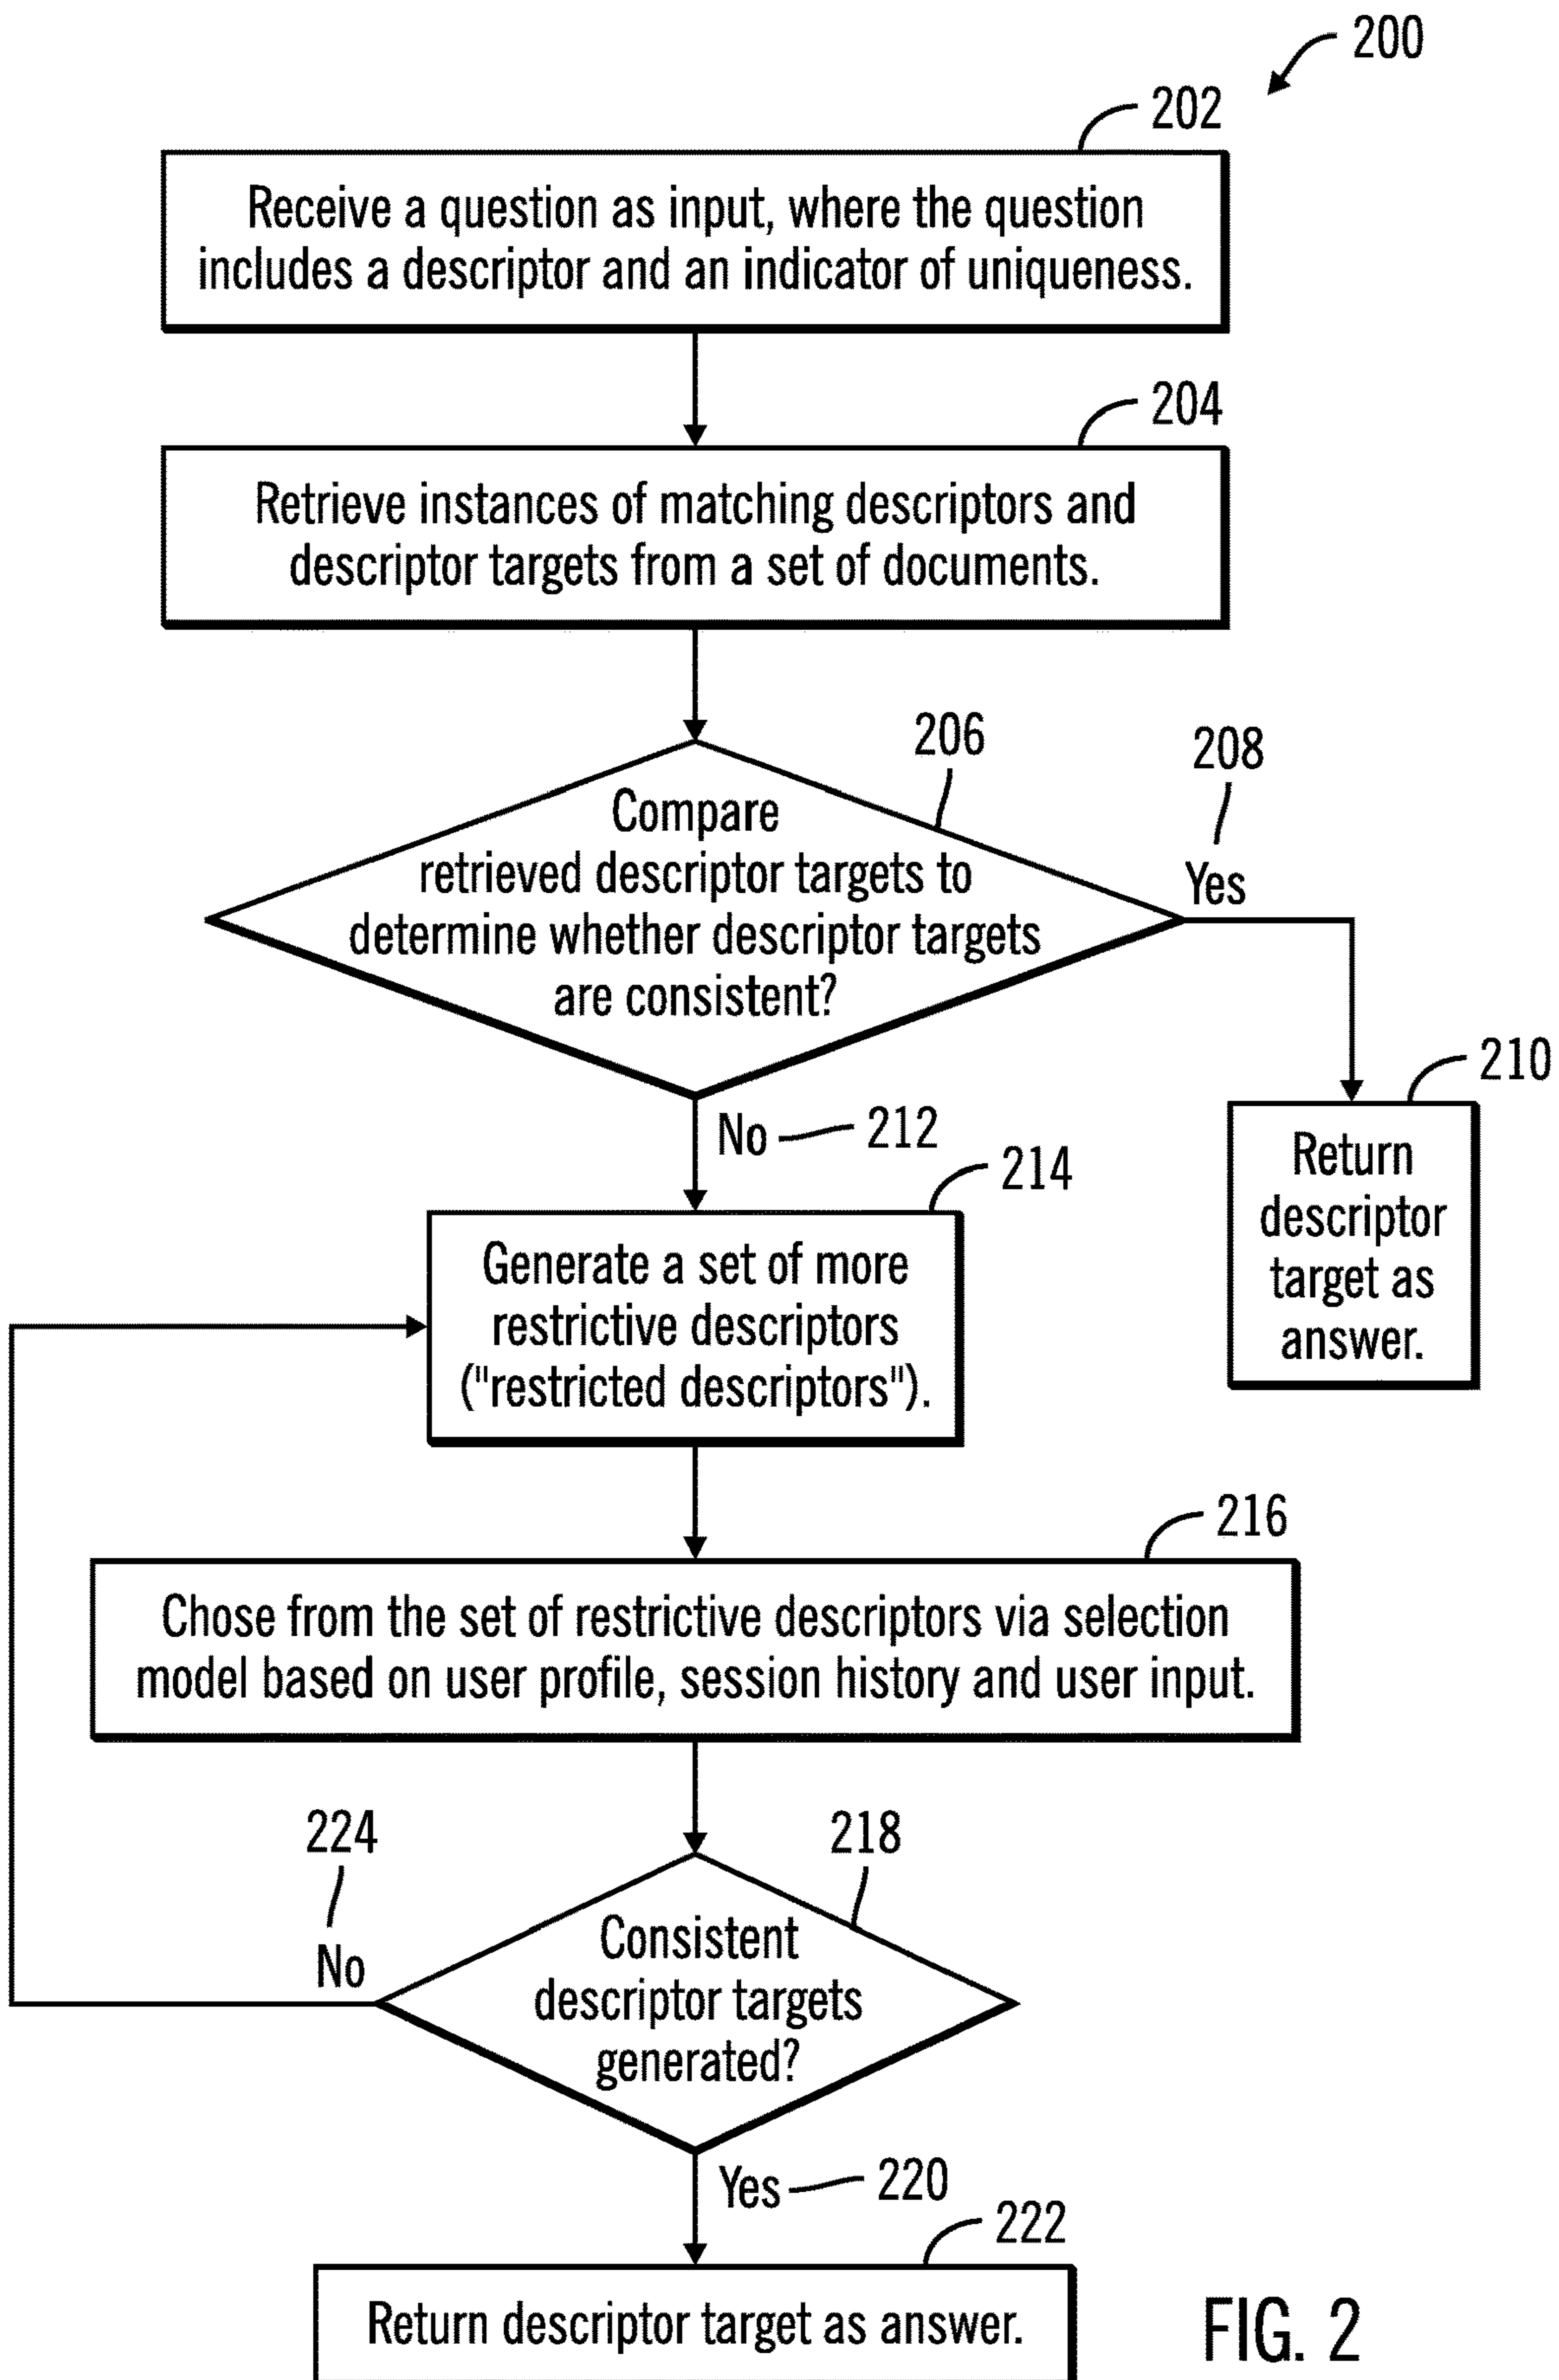 200
202
Receive a question as input, where the question
includes a descriptor and an indicator of uniqueness.
204
Retrieve instances of matching descriptors and
descriptor targets from a set of documents.
206
208
Compare
retrieved descriptor targets to
determine whether descriptor targets
are consistent?
Yes
210
Return
descriptor
target as
answer.
No
212
214
Generate a set of more
restrictive descriptors
("restricted descriptors").
216
Chose from the set of restrictive descriptors via selection
model based on user profile, session history and user input.
224
218
No
Consistent
descriptor targets
generated?
Yes
220
222
Return descriptor target as answer.
FIG. 2